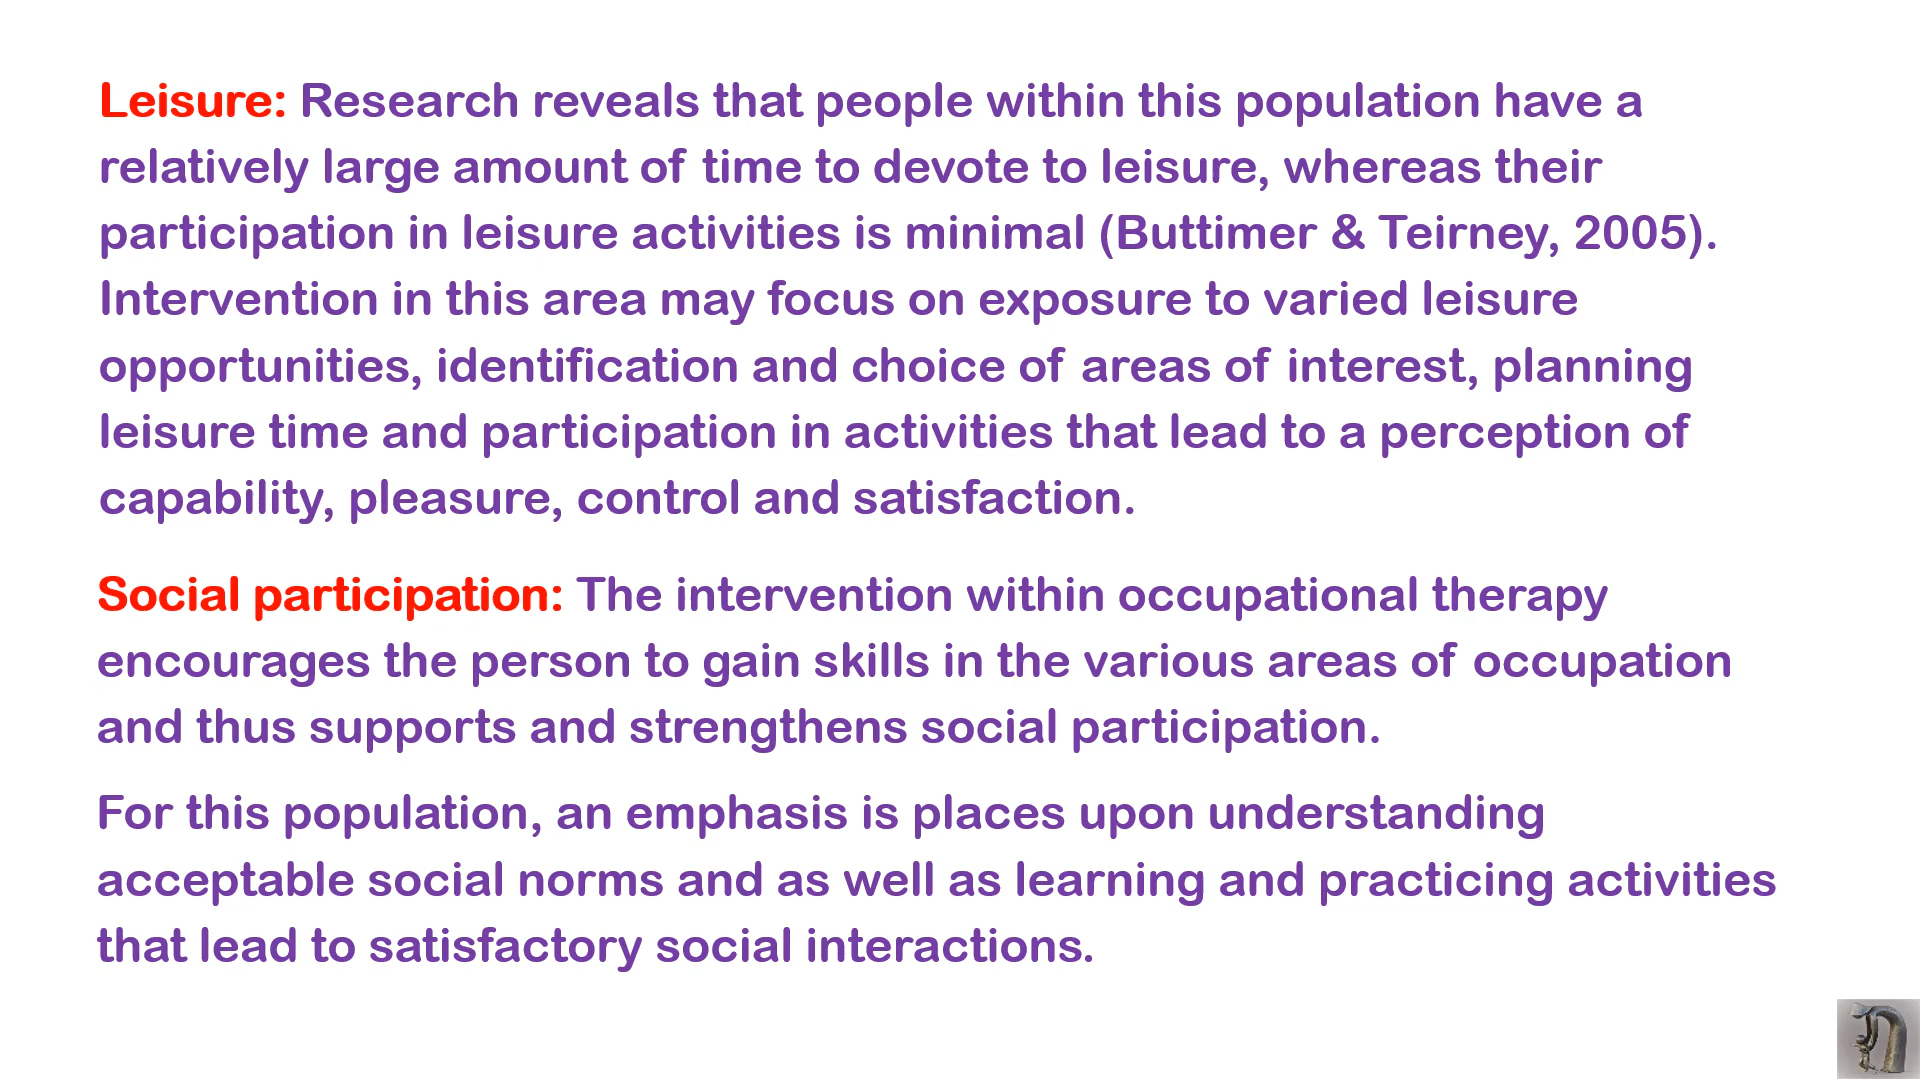 Leisure: Research reveals that people within this population have a
relatively large amount of time to devote to leisure, whereas their
participation in leisure activities is minimal (Buttimer & Teirney, 2005).
Intervention in this area may focus on exposure to varied leisure
opportunities, identification and choice of areas of interest, planning
leisure time and participation in activities that lead to a perception of
capability, pleasure, control and satisfaction.
Social participation: The intervention within occupational therapy
encourages the person to gain skills in the various areas of occupation
and thus supports and strengthens social participation.
For this population, an emphasis is places upon understanding
acceptable social norms and as well as learning and practicing activities
that lead to satisfactory social interactions.